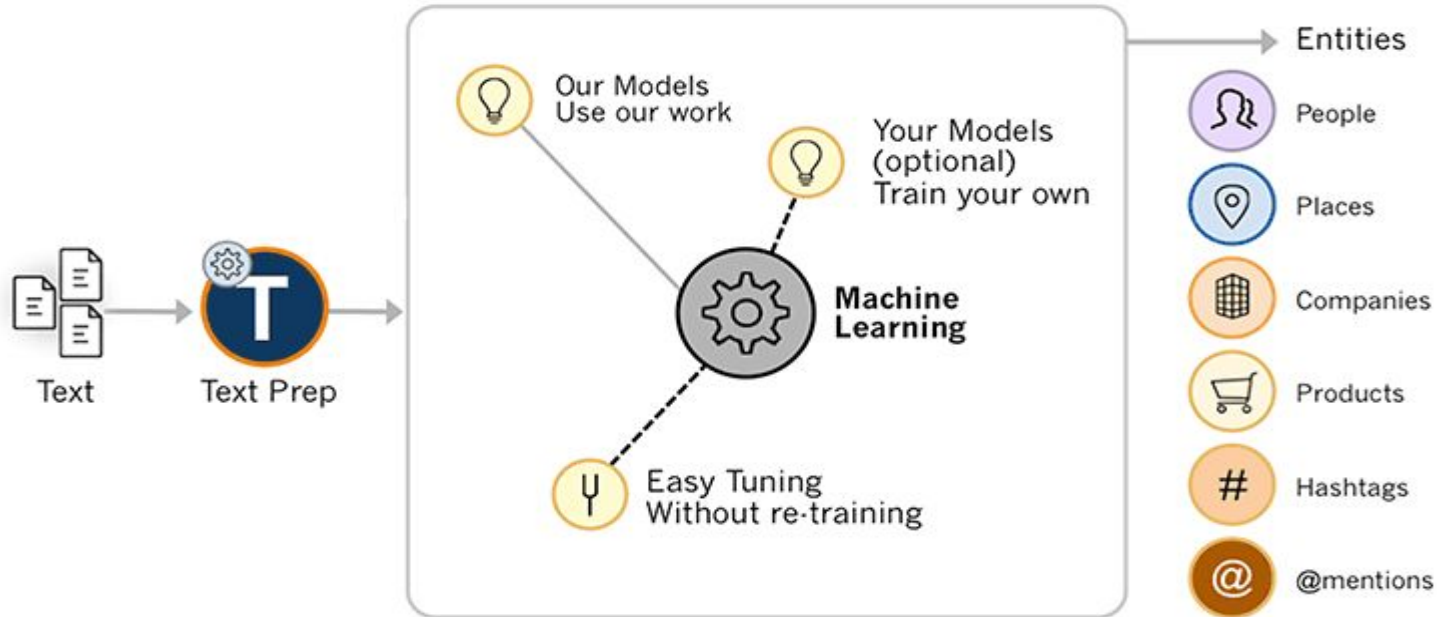 Text
T
Text Prep
Our Models
Use our work
Your Models
(optional)
Train your own
Machine
Learning
Easy Tuning
Without re-training
Entities
People
Places
Companies
Products
#
Hashtags
@
@mentions